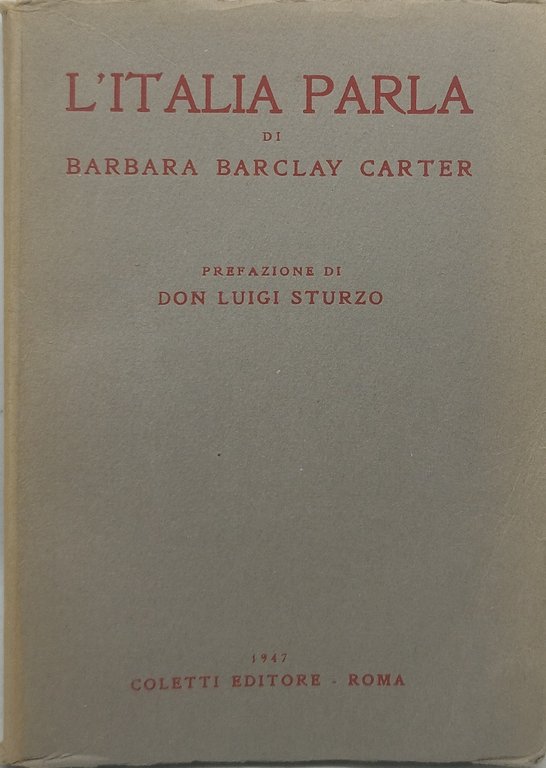 L'ITALIA PARLA
DI
BARBARA BARCLAY CARTER
PREFAZIONE DI
DON LUIGI STURZO
1947
COLETTI EDITORE - ROMA